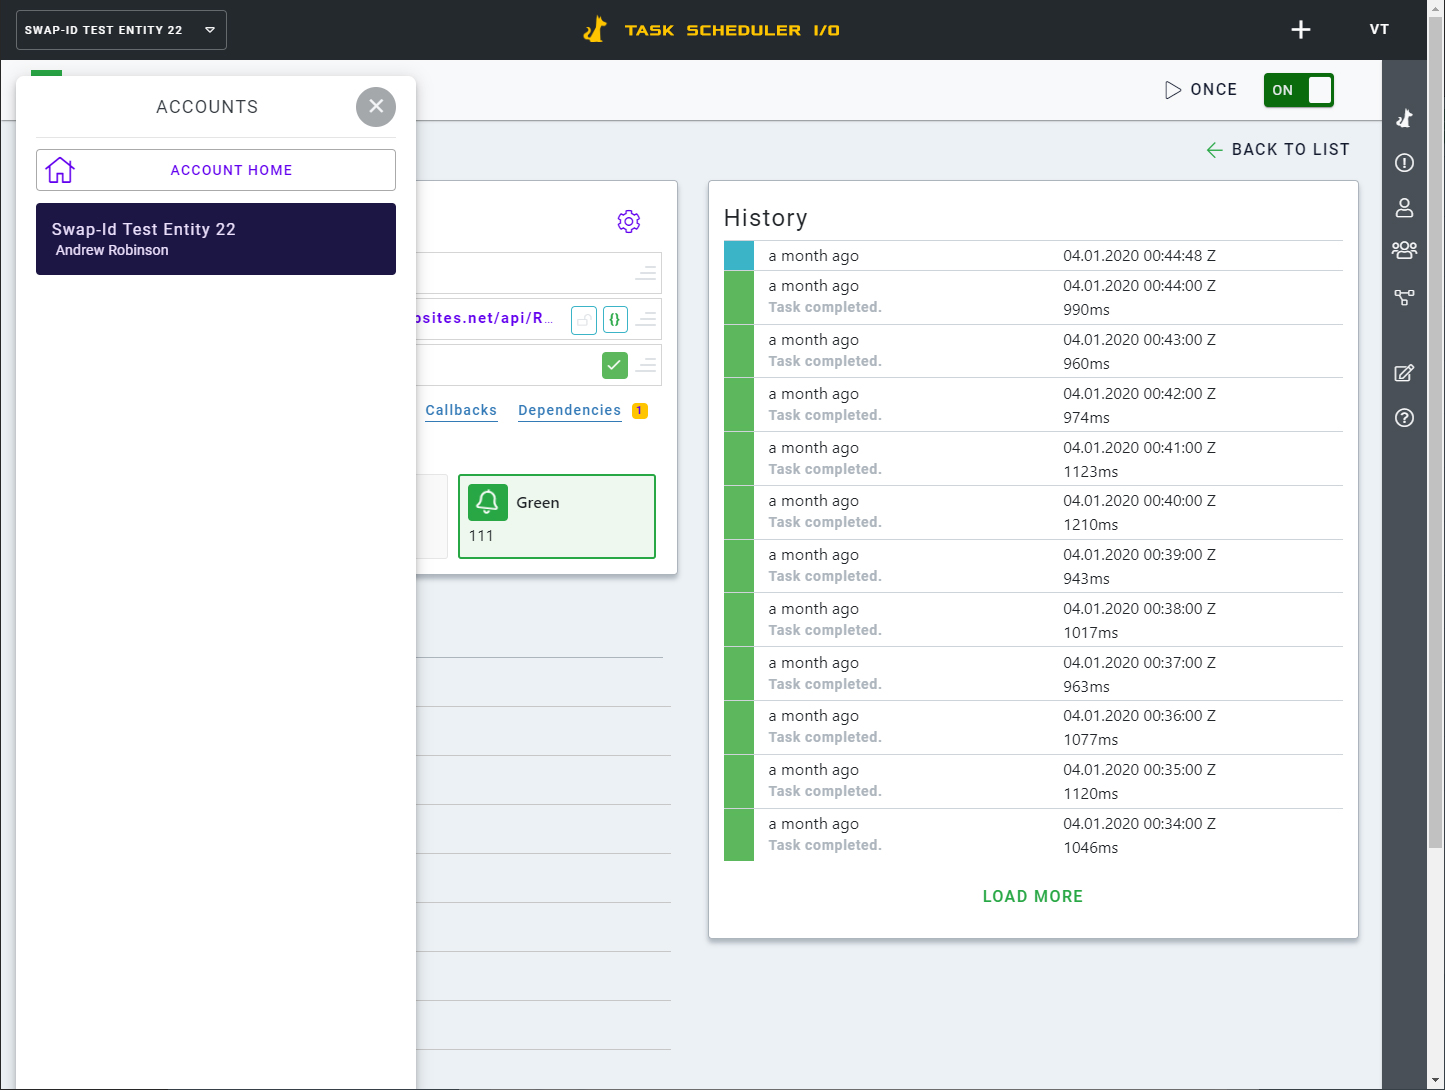 SWAP-ID TEST ENTITY 22
TASK SCHEDULER I/O
VT
ACCOUNTS
ONCE
ON
ACCOUNT HOME
BACK TO LIST
Swap-Id Test Entity 22
Andrew Robinson
osites.net/api/R...
{}
Callbacks
Dependencies
1
Green
111
History
a month ago 04.01.2020 00:44:48 Z
a month ago 04.01.2020 00:44:00 Z
Task completed. 990ms
a month ago 04.01.2020 00:43:00 Z
Task completed. 960ms
a month ago 04.01.2020 00:42:00 Z
Task completed. 974ms
a month ago 04.01.2020 00:41:00 Z
Task completed. 1123ms
a month ago 04.01.2020 00:40:00 Z
Task completed. 1210ms
a month ago 04.01.2020 00:39:00 Z
Task completed. 943ms
a month ago 04.01.2020 00:38:00 Z
Task completed. 1017ms
a month ago 04.01.2020 00:37:00 Z
Task completed. 963ms
a month ago 04.01.2020 00:36:00 Z
Task completed. 1077ms
a month ago 04.01.2020 00:35:00 Z
Task completed. 1120ms
a month ago 04.01.2020 00:34:00 Z
Task completed. 1046ms
LOAD MORE